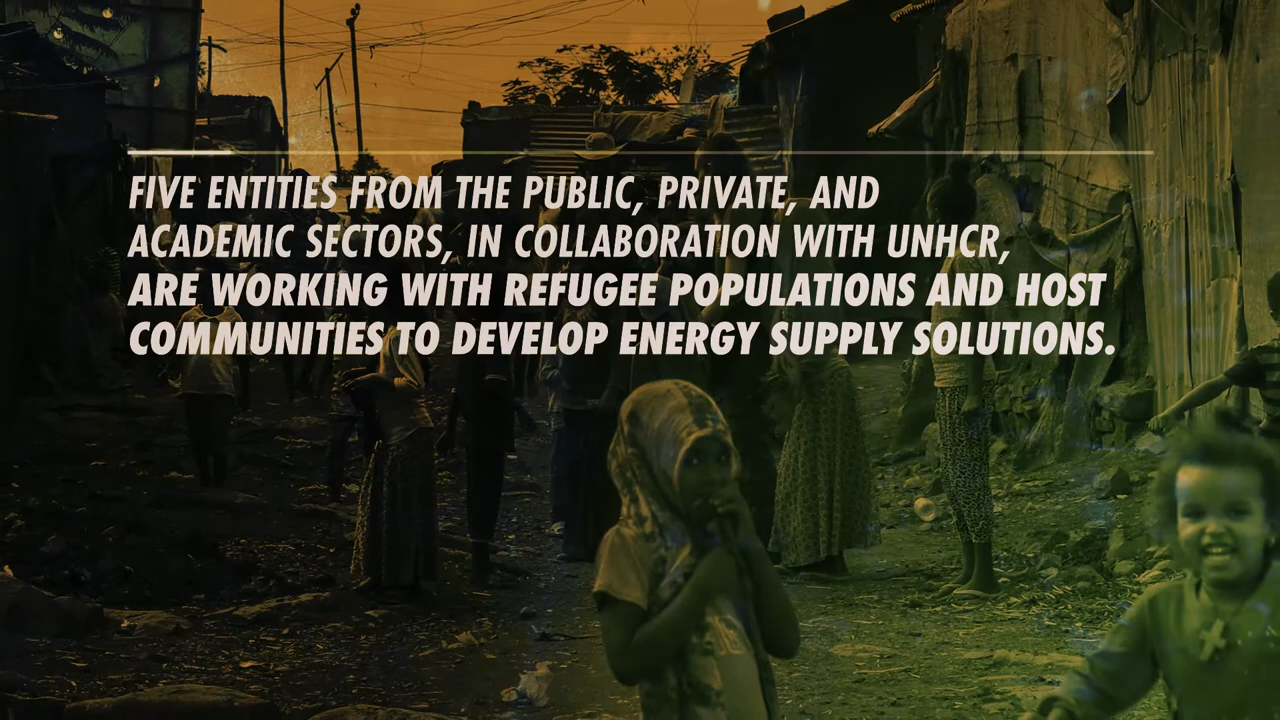 FIVE ENTITIES FROM THE PUBLIC, PRIVATE, AND
ACADEMIC SECTORS, IN COLLABORATION WITH UNHCR,
ARE WORKING WITH REFUGEE POPULATIONS AND HOST
COMMUNITIES TO DEVELOP ENERGY SUPPLY SOLUTIONS.